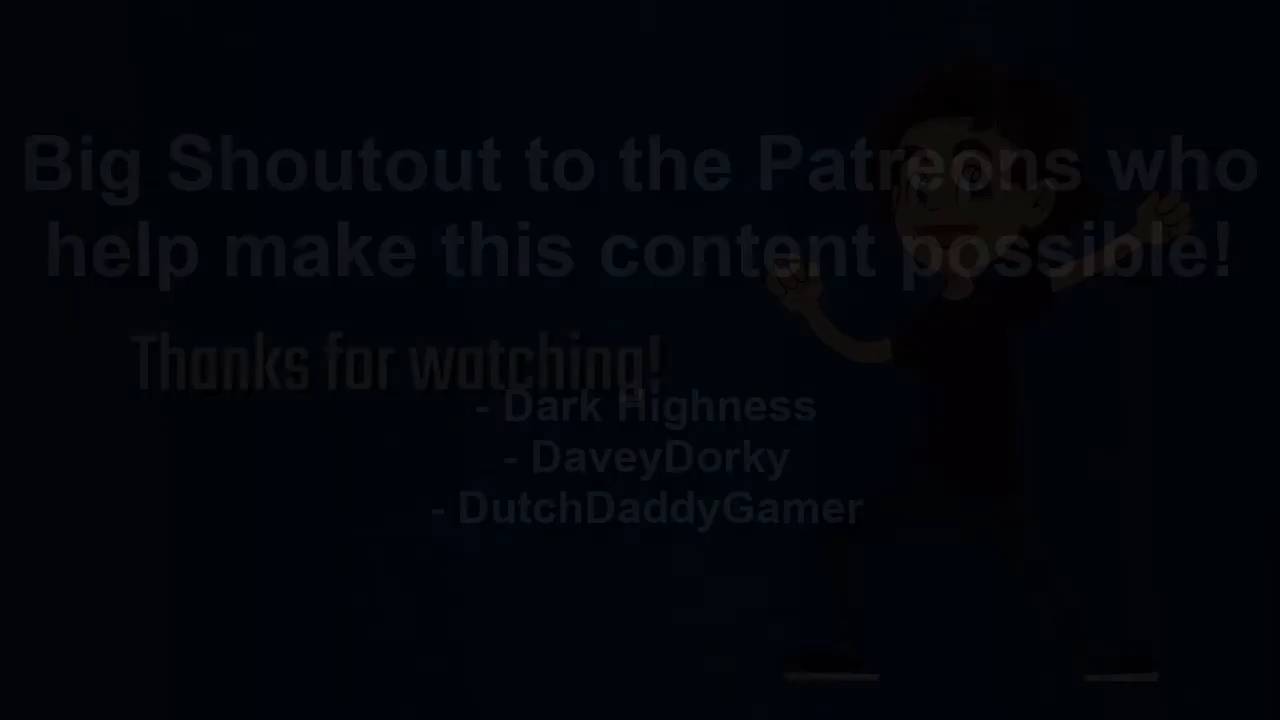 Big Shoutout to the Patreons who
help make this content possible!
Thanks for watching!
- Dark Highness
- DaveyDorky
- DutchDaddyGamer